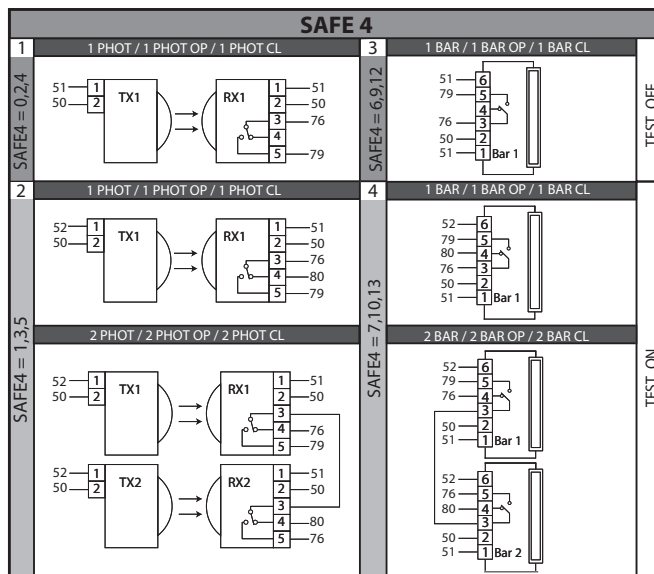 SAFE 4
1
1 PHOT / 1 PHOT OP / 1 PHOT CL
SAFE4 = 0,2,4
51 1
50 2
TX1
RX1
1 51
2 50
3 76
4
5 79
3
1 BAR / 1 BAR OP / 1 BAR CL
SAFE4 = 6,9,12
51 6
79 5
4
76 3
50 2
51 1 Bar 1
TEST OFF
2
1 PHOT / 1 PHOT OP / 1 PHOT CL
SAFE4 = 1,3,5
52 1
50 2
TX1
RX1
1 51
2 50
3 76
4 80
5 79
2 PHOT / 2 PHOT OP / 2 PHOT CL
52 1
50 2
TX1
RX1
1 51
2 50
3
4 76
5 79
52 1
50 2
TX2
RX2
1 51
2 50
3
4 80
5 76
4
1 BAR / 1 BAR OP / 1 BAR CL
SAFE4 = 7,10,13
52 6
79 5
80 4
76 3
50 2
51 1 Bar 1
2 BAR / 2 BAR OP / 2 BAR CL
52 6
79 5
76 4
3
50 2
51 1 Bar 1
52 6
76 5
80 4
3
50 2
51 1 Bar 2
TEST ON